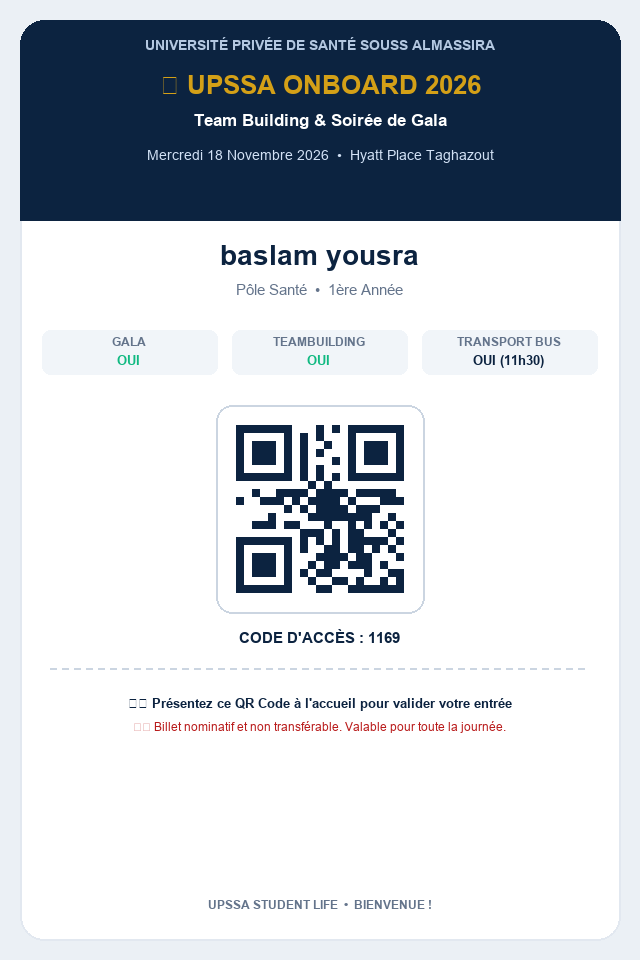 UNIVERSITÉ PRIVÉE DE SANTÉ SOUSS ALMASSIRA
UPSSA ONBOARD 2026
Team Building & Soirée de Gala
Mercredi 18 Novembre 2026 • Hyatt Place Taghazout
baslam yousra
Pôle Santé • 1ère Année
GALA
OUI
TEAMBUILDING
OUI
TRANSPORT BUS
OUI (11h30)
CODE D'ACCÈS : 1169
Présentez ce QR Code à l'accueil pour valider votre entrée
Billet nominatif et non transférable. Valable pour toute la journée.
UPSSA STUDENT LIFE • BIENVENUE !